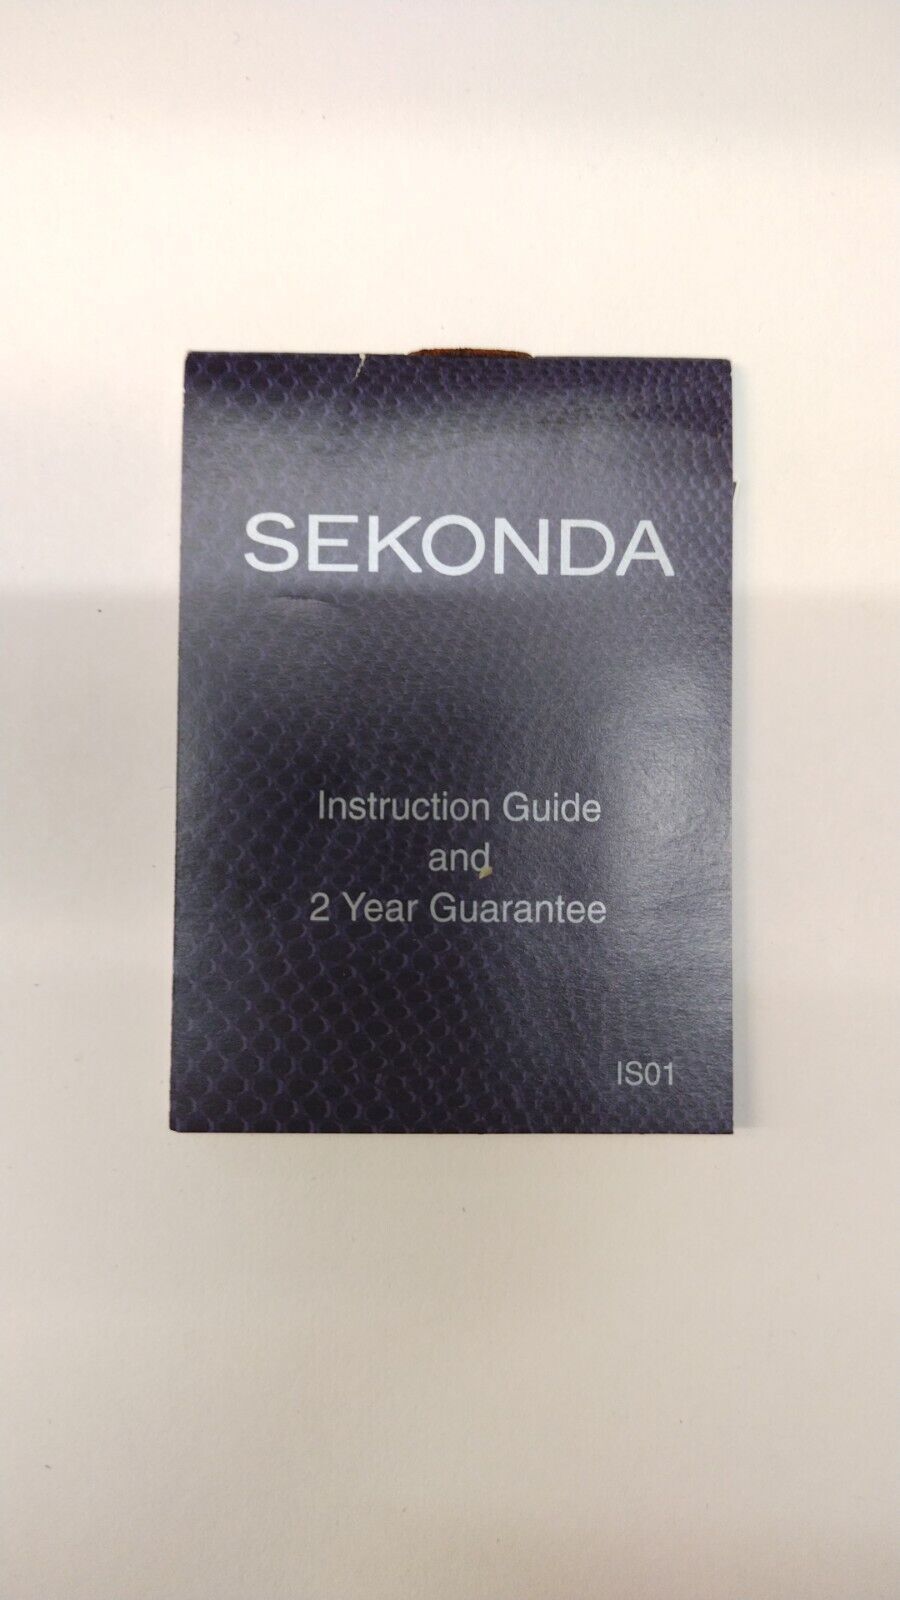 SEKONDA
Instruction Guide
and
2 Year Guarantee
IS01